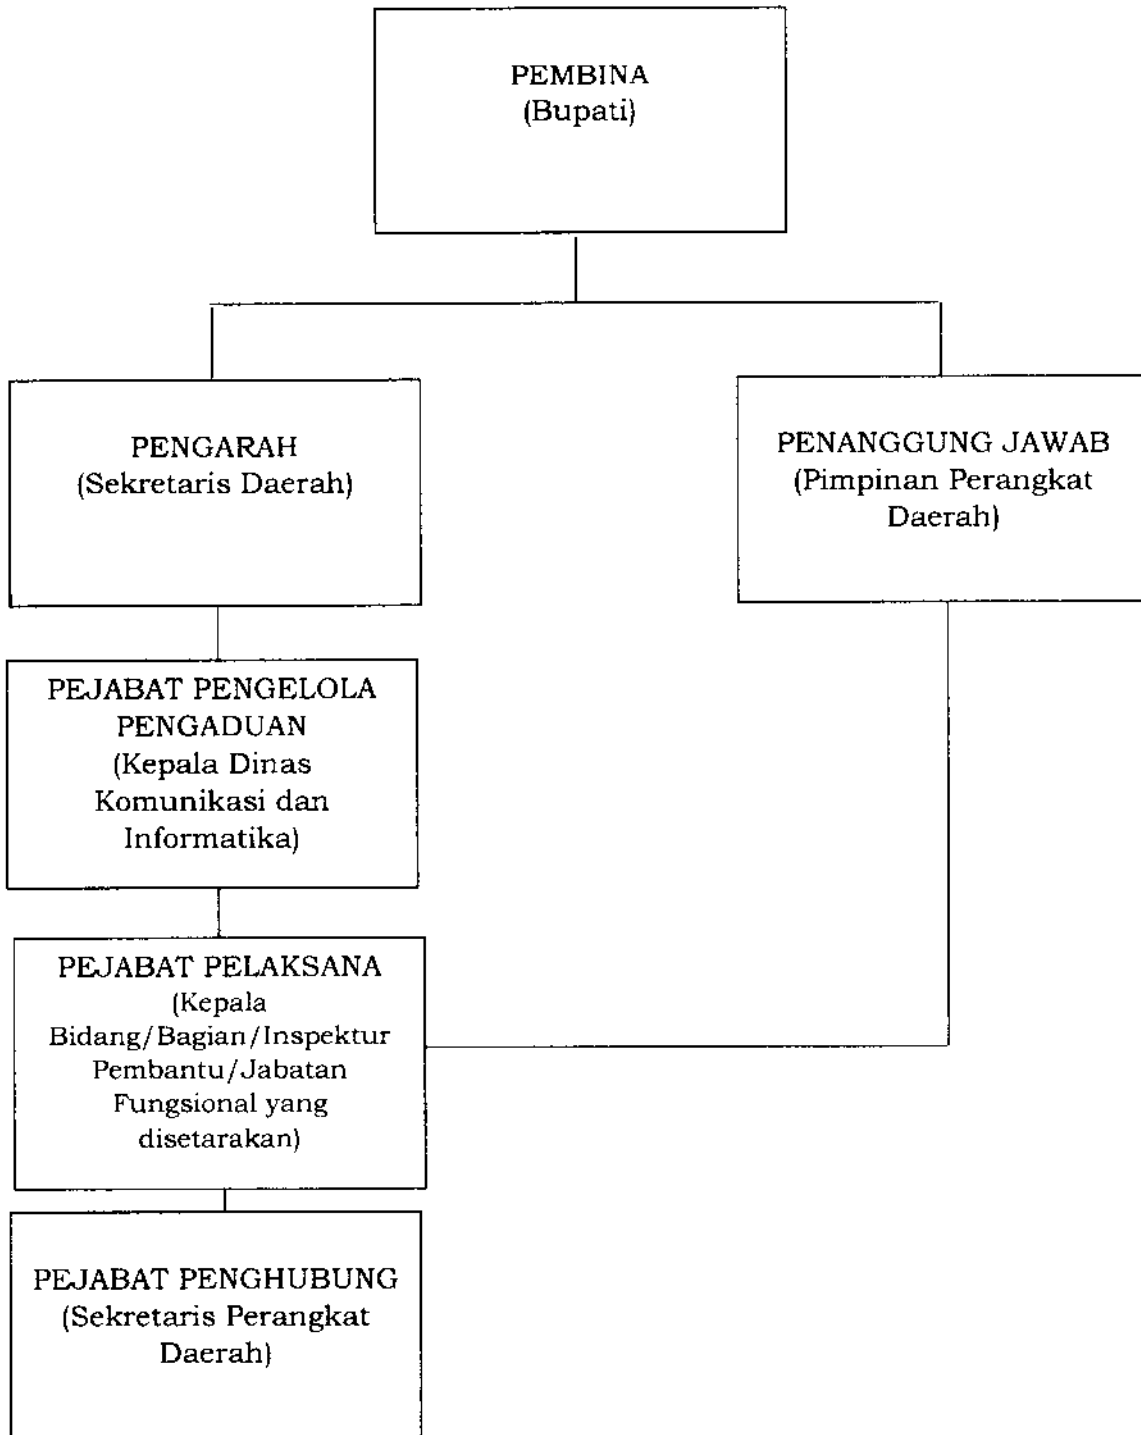 PEMBINA
(Bupati)
PENGARAH
(Sekretaris Daerah)
PENANGGUNG JAWAB
(Pimpinan Perangkat
Daerah)
PEJABAT PENGELOLA
PENGADUAN
(Kepala Dinas
Komunikasi dan
Informatika)
PEJABAT PELAKSANA
(Kepala
Bidang/Bagian/Inspektur
Pembantu/Jabatan
Fungsional yang
disetarakan)
PEJABAT PENGHUBUNG
(Sekretaris Perangkat
Daerah)